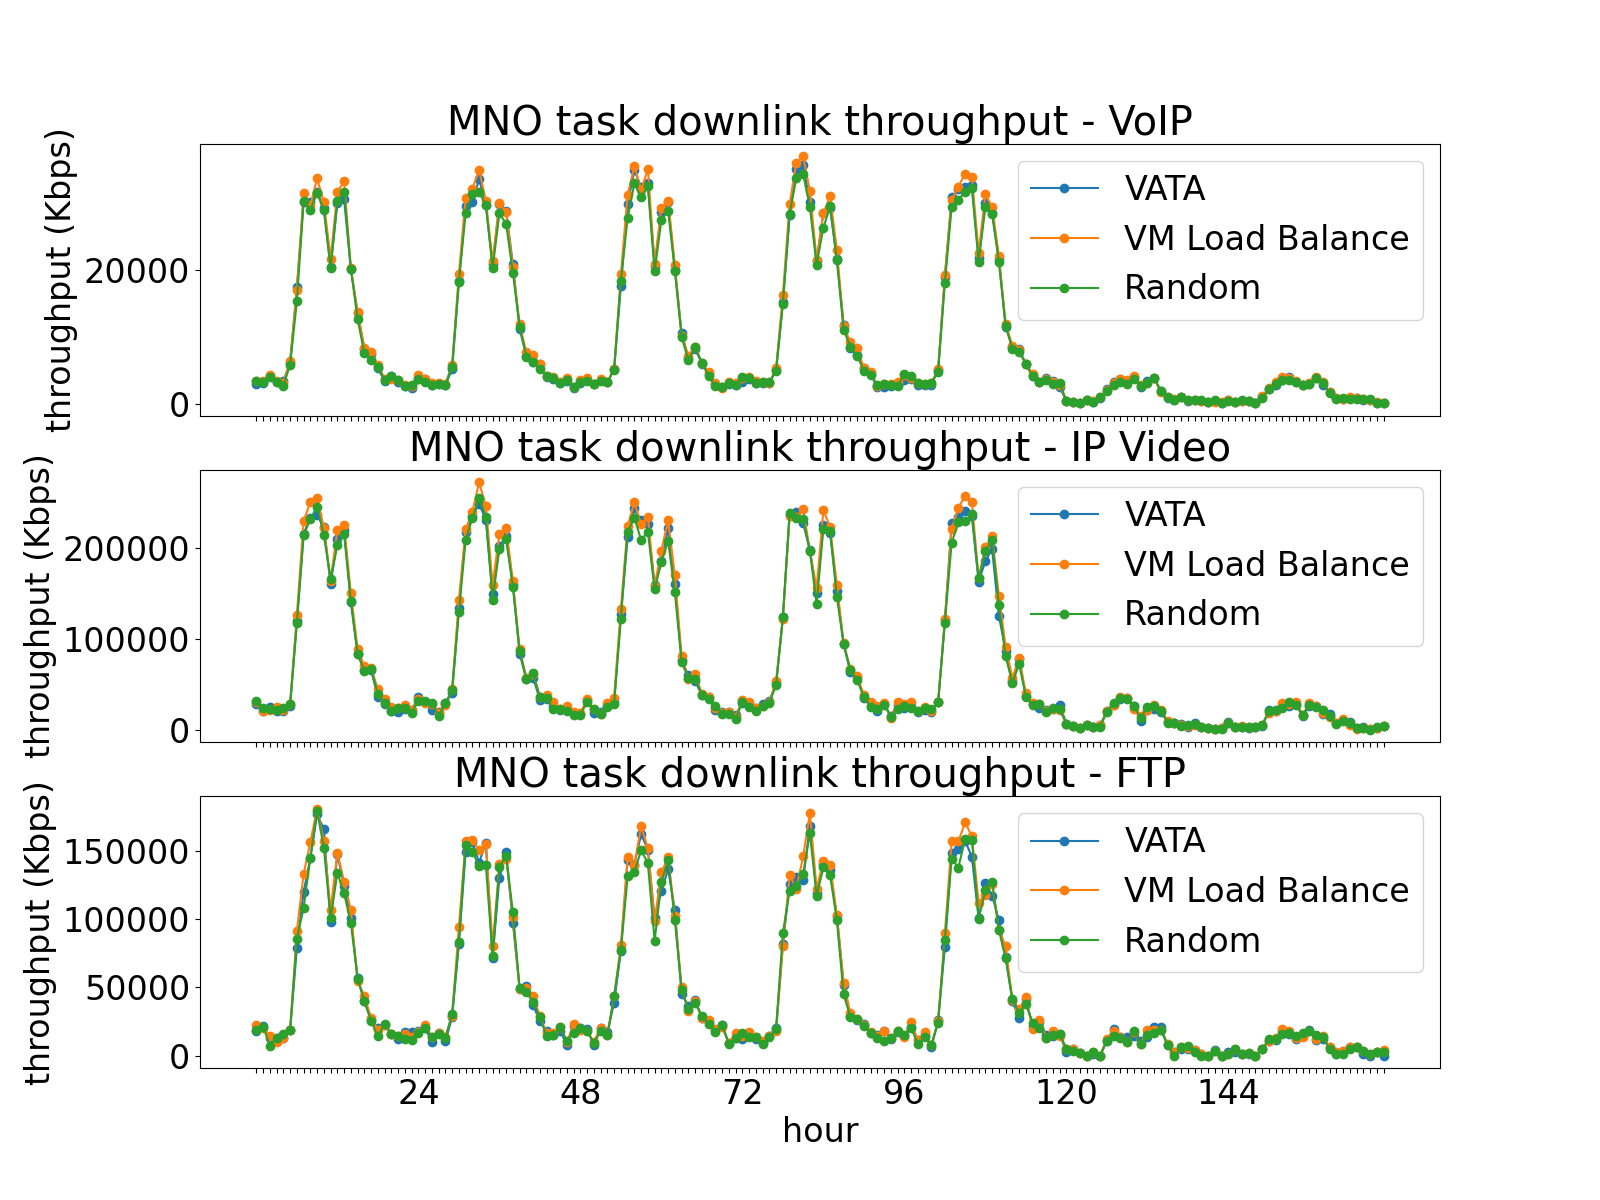 MNO task downlink throughput - VoIP
throughput (Kbps)
20000
0
VATA
VM Load Balance
Random
MNO task downlink throughput - IP Video
throughput (Kbps)
200000
100000
0
VATA
VM Load Balance
Random
MNO task downlink throughput - FTP
throughput (Kbps)
150000
100000
50000
0
VATA
VM Load Balance
Random
24 48 72 96 120 144
hour